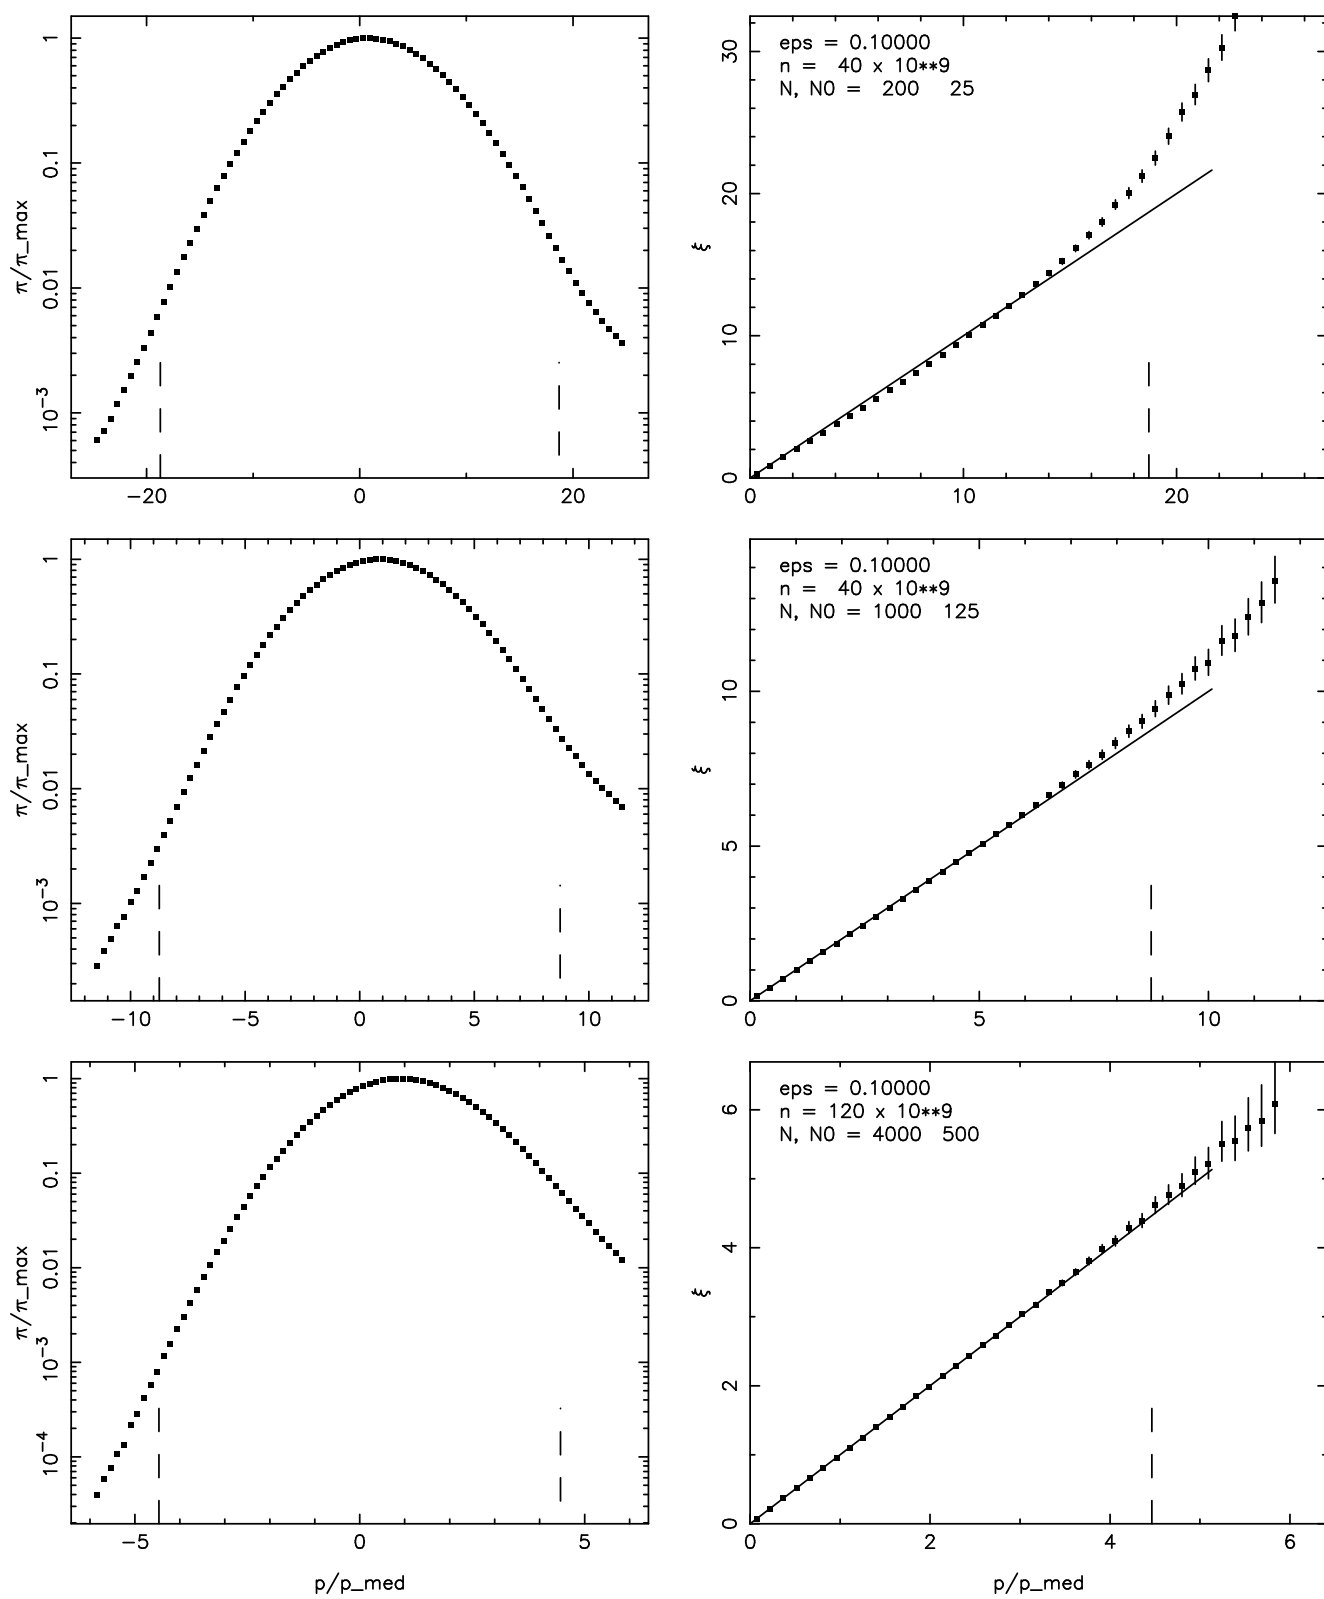 1
0.1
0.01
10⁻³
π/π_max
−20 0 20
30
20
10
0
ξ
eps = 0.10000
n = 40 x 10**9
N, N0 = 200 25
0 10 20
1
0.1
0.01
10⁻³
π/π_max
−10 −5 0 5 10
10
5
0
ξ
eps = 0.10000
n = 40 x 10**9
N, N0 = 1000 125
0 5 10
1
0.1
0.01
10⁻³
10⁻⁴
π/π_max
−5 0 5
p/p_med
6
4
2
0
ξ
eps = 0.10000
n = 120 x 10**9
N, N0 = 4000 500
0 2 4 6
p/p_med